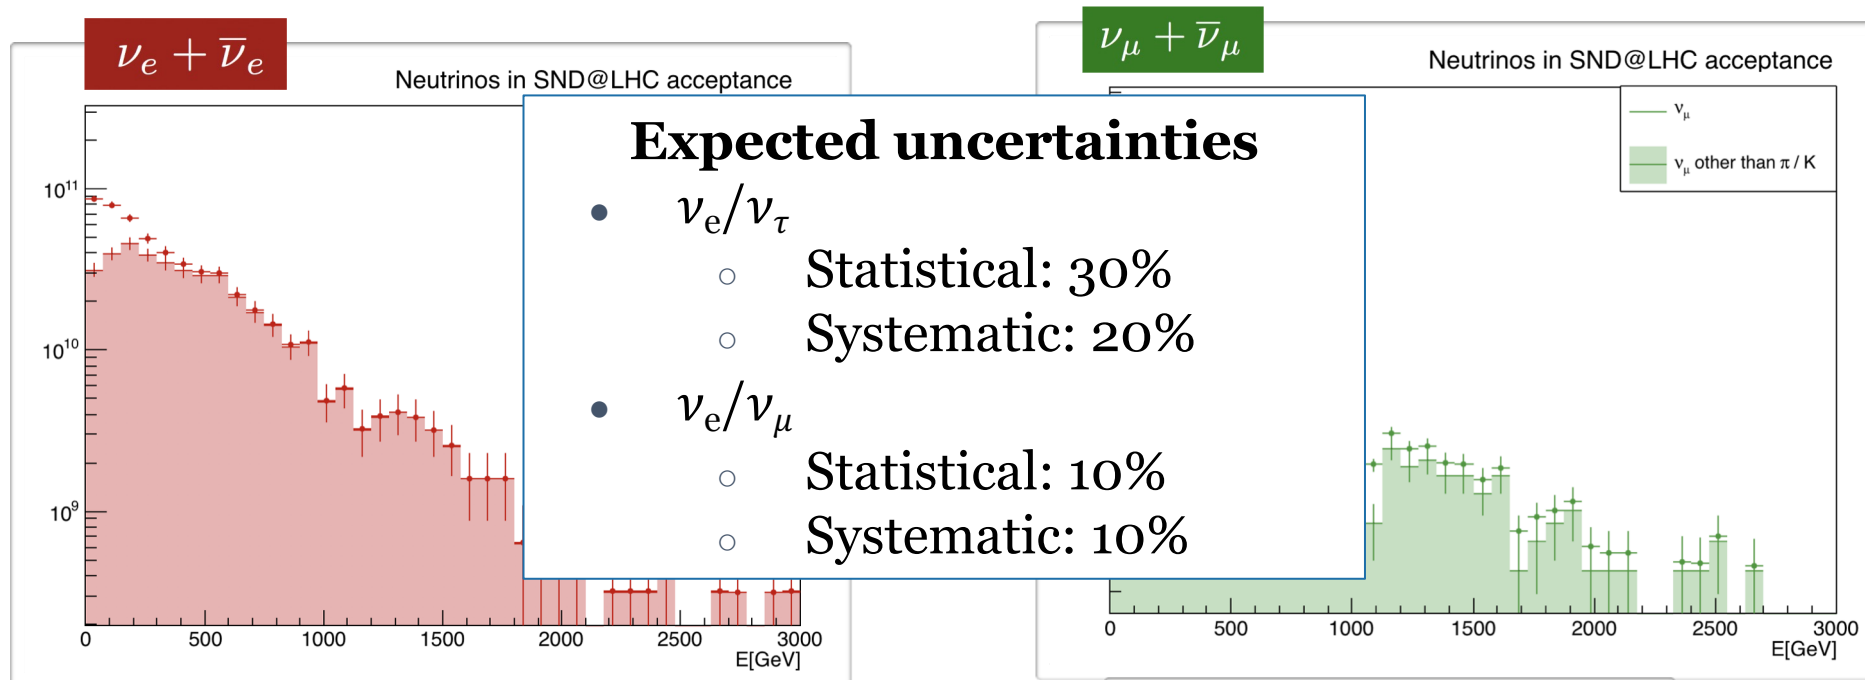 νₑ + ν̅ₑ
Neutrinos in SND@LHC acceptance
10¹¹
10¹⁰
10⁹
0 500 1000 1500 2000 2500 3000
E[GeV]
Expected uncertainties
● νe/ντ
○ Statistical: 30%
○ Systematic: 20%
● νe/νμ
○ Statistical: 10%
○ Systematic: 10%
νμ + ν̅μ
Neutrinos in SND@LHC acceptance
νμ
νμ other than π / K
0 500 1000 1500 2000 2500 3000
E[GeV]